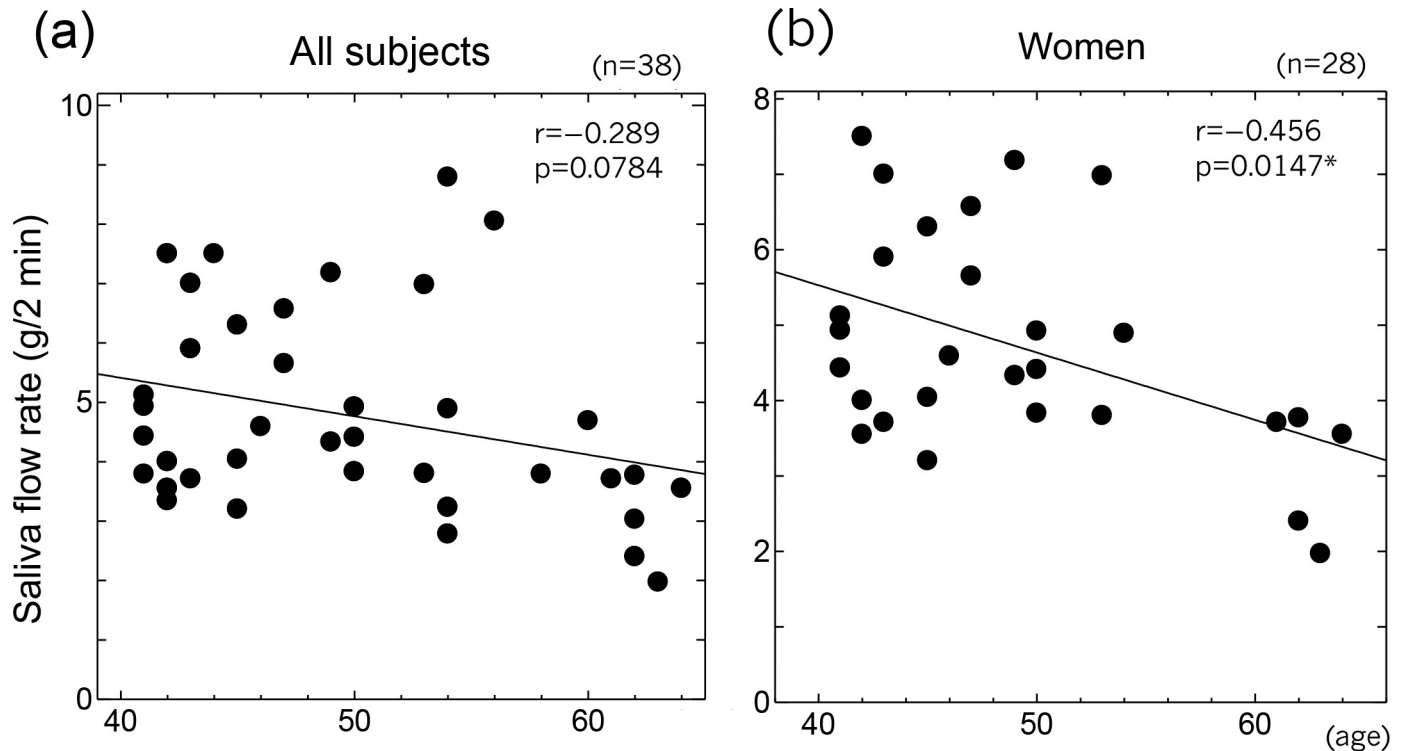 (a)
All subjects
(n=38)
r=−0.289
p=0.0784
Saliva flow rate (g/2 min)
10
5
0
40
50
60
(b)
Women
(n=28)
r=−0.456
p=0.0147*
8
6
4
2
0
40
50
60
(age)